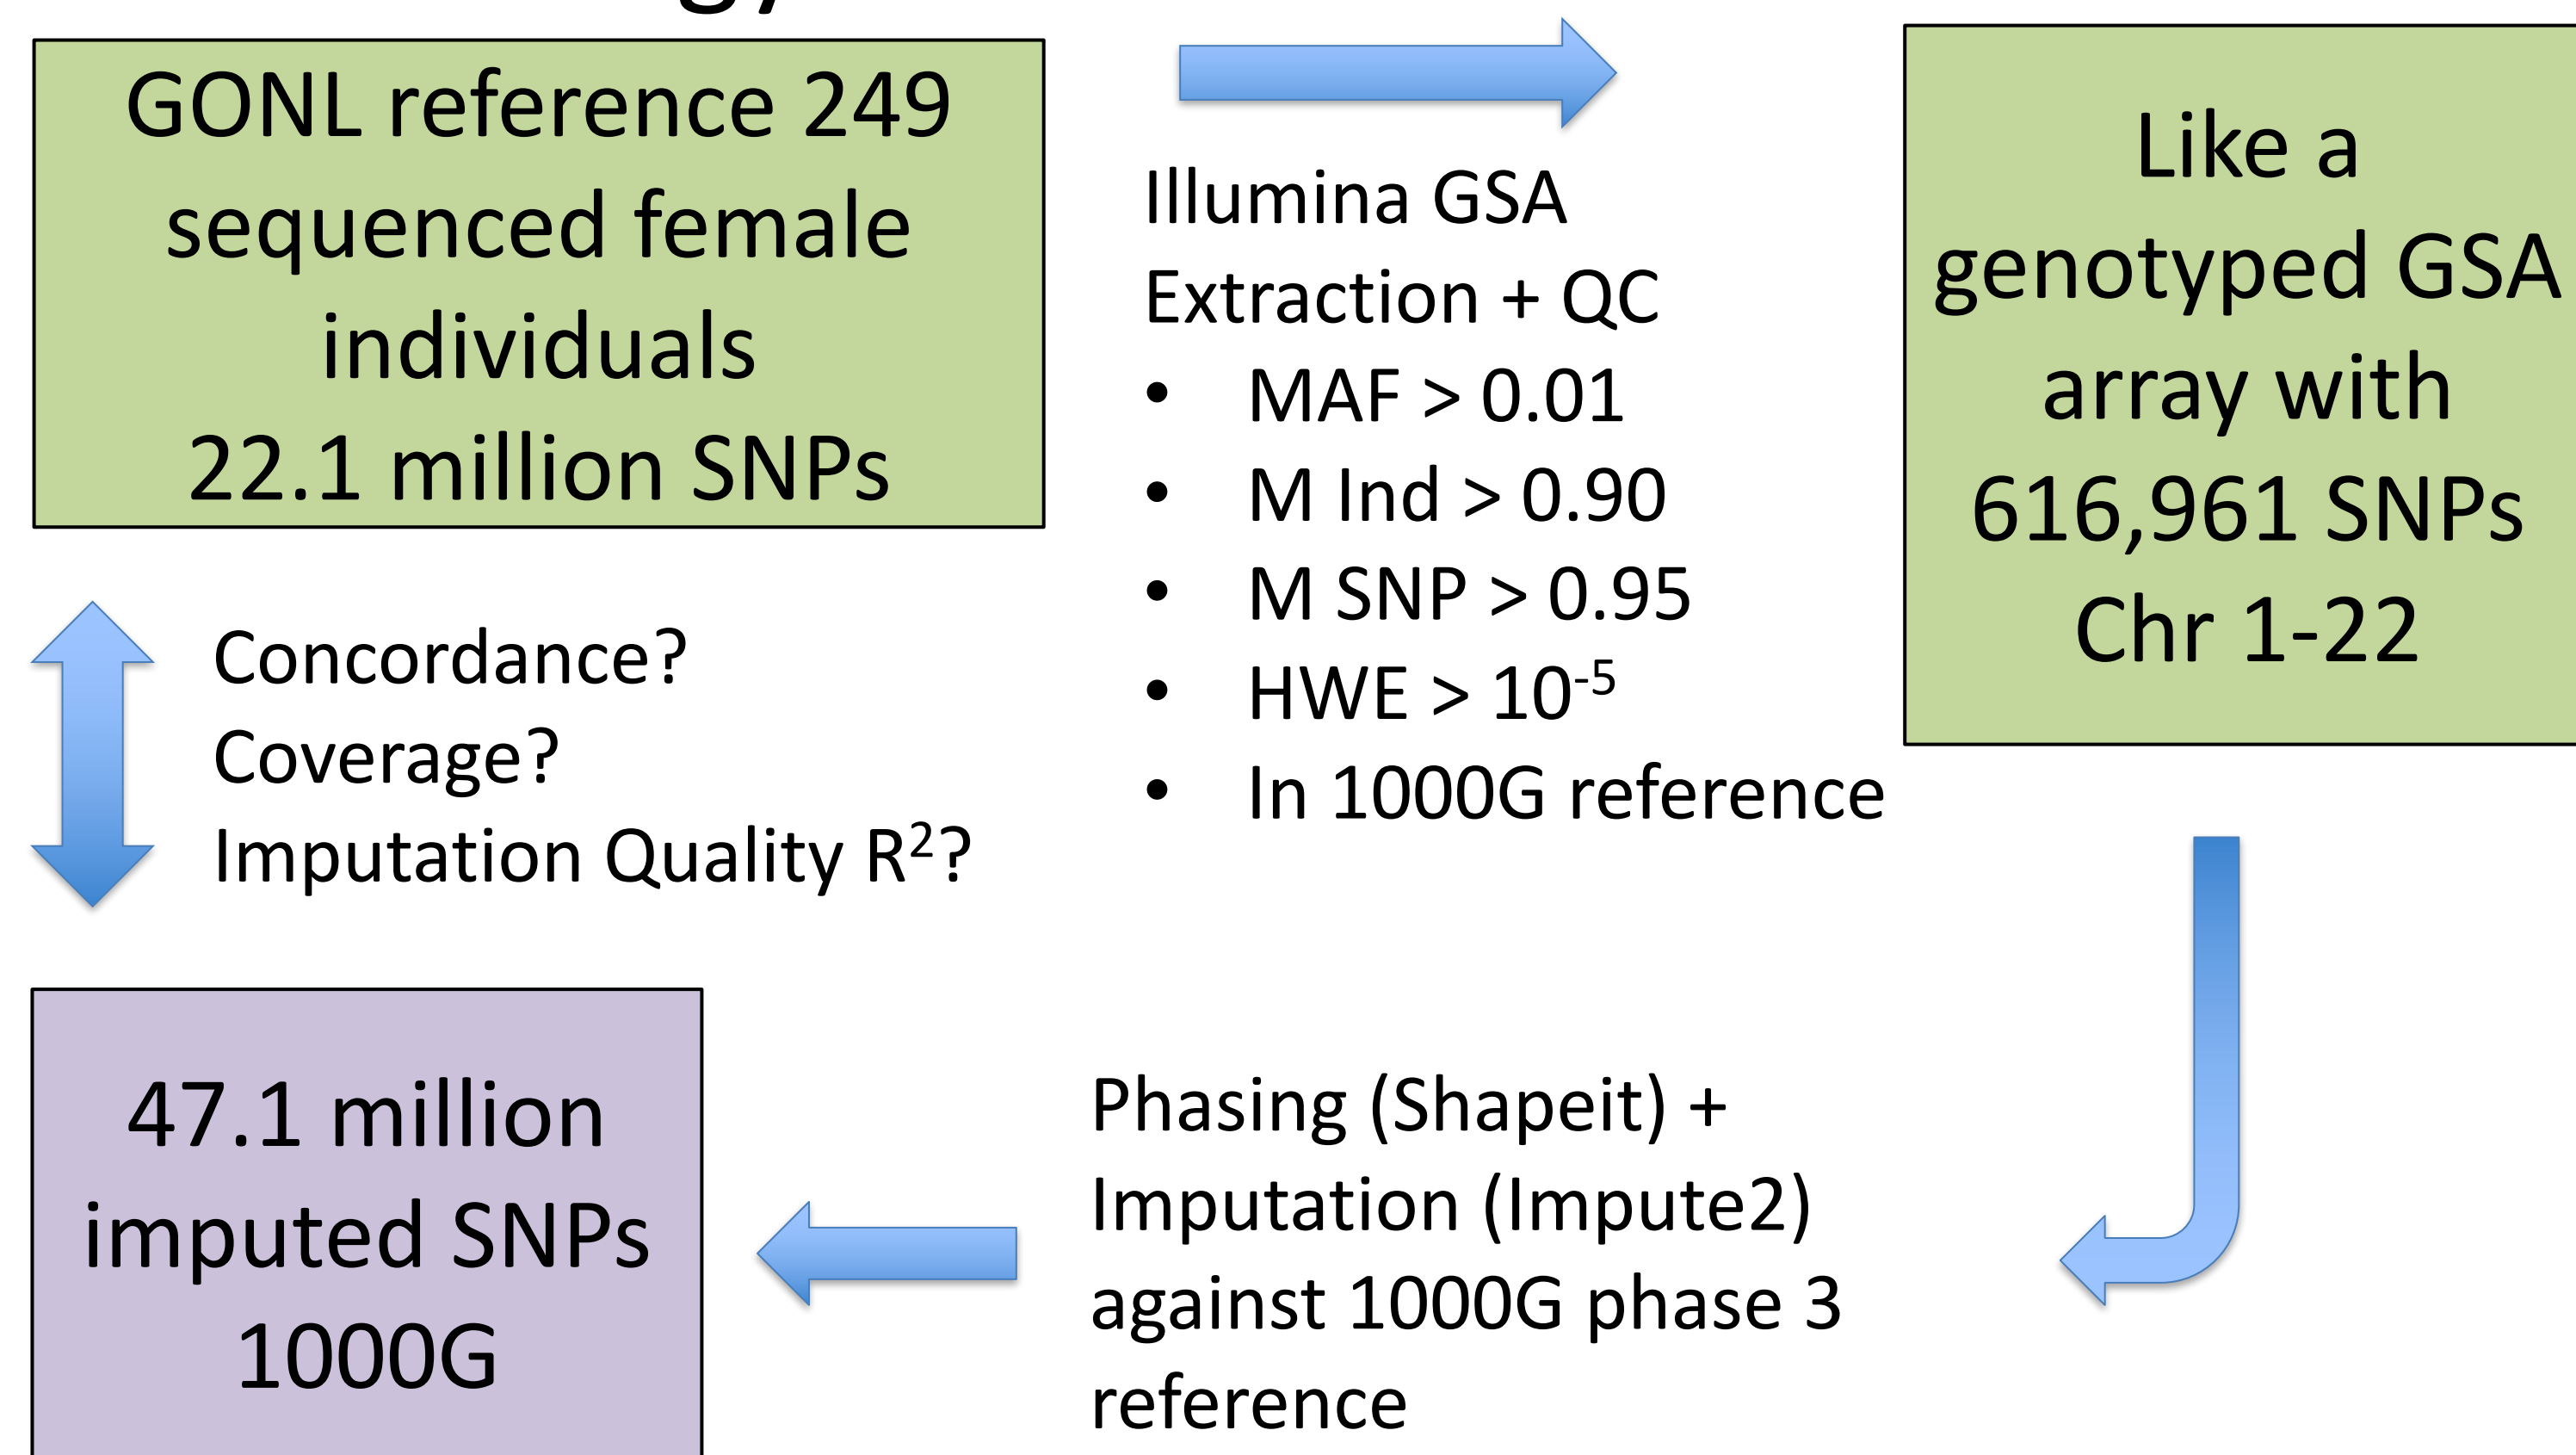 GONL reference 249
sequenced female
individuals
22.1 million SNPs
Illumina GSA
Extraction + QC
• MAF > 0.01
• M Ind > 0.90
• M SNP > 0.95
• HWE > 10⁻⁵
• In 1000G reference
Like a
genotyped GSA
array with
616,961 SNPs
Chr 1-22
Concordance?
Coverage?
Imputation Quality R²?
Phasing (Shapeit) +
Imputation (Impute2)
against 1000G phase 3
reference
47.1 million
imputed SNPs
1000G